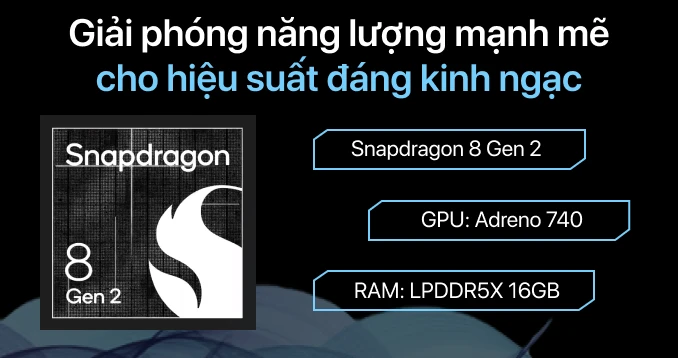 Giải phóng năng lượng mạnh mẽ
cho hiệu suất đáng kinh ngạc
Snapdragon
8
Gen 2
Snapdragon 8 Gen 2
GPU: Adreno 740
RAM: LPDDR5X 16GB